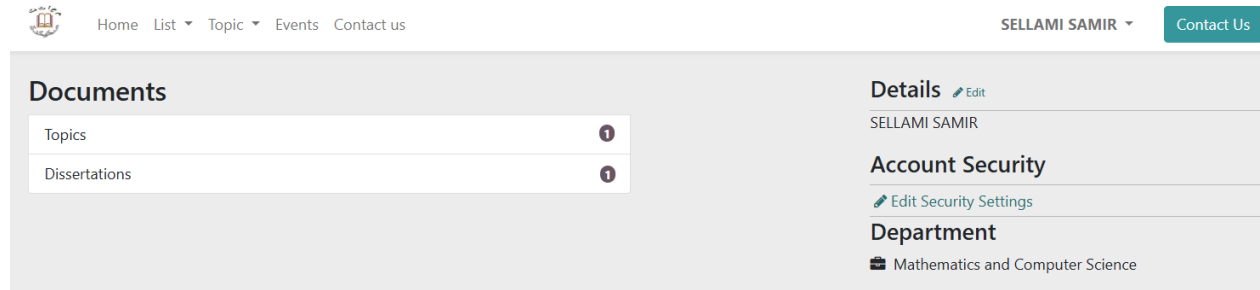 Home List Topic Events Contact us SELLAMI SAMIR Contact Us
Documents
Topics 1
Dissertations 1
Details Edit
SELLAMI SAMIR
Account Security
Edit Security Settings
Department
Mathematics and Computer Science